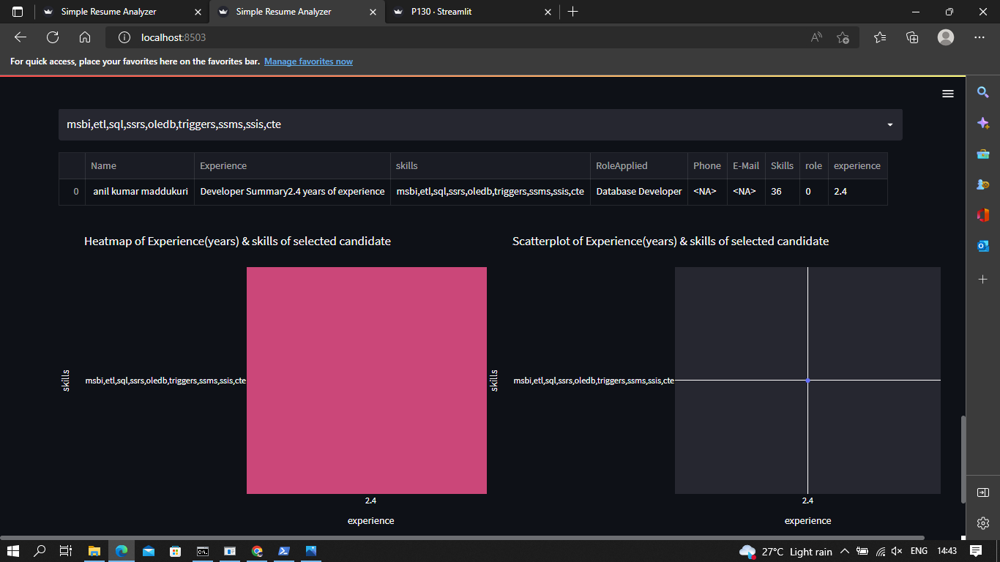 Simple Resume Analyzer
Simple Resume Analyzer
P130 · Streamlit
localhost:8503
For quick access, place your favorites here on the favorites bar. Manage favorites now
msbi,etl,sql,ssrs,oledb,triggers,ssms,ssis,cte
Name Experience skills RoleApplied Phone E-Mail Skills role experience
0 anil kumar maddukuri Developer Summary2.4 years of experience msbi,etl,sql,ssrs,oledb,triggers,ssms,ssis,cte Database Developer <NA> <NA> 36 0 2.4
Heatmap of Experience(years) & skills of selected candidate
skills
msbi,etl,sql,ssrs,oledb,triggers,ssms,ssis,cte
2.4
experience
Scatterplot of Experience(years) & skills of selected candidate
skills
msbi,etl,sql,ssrs,oledb,triggers,ssms,ssis,cte
2.4
experience
27°C Light rain ENG 14:43